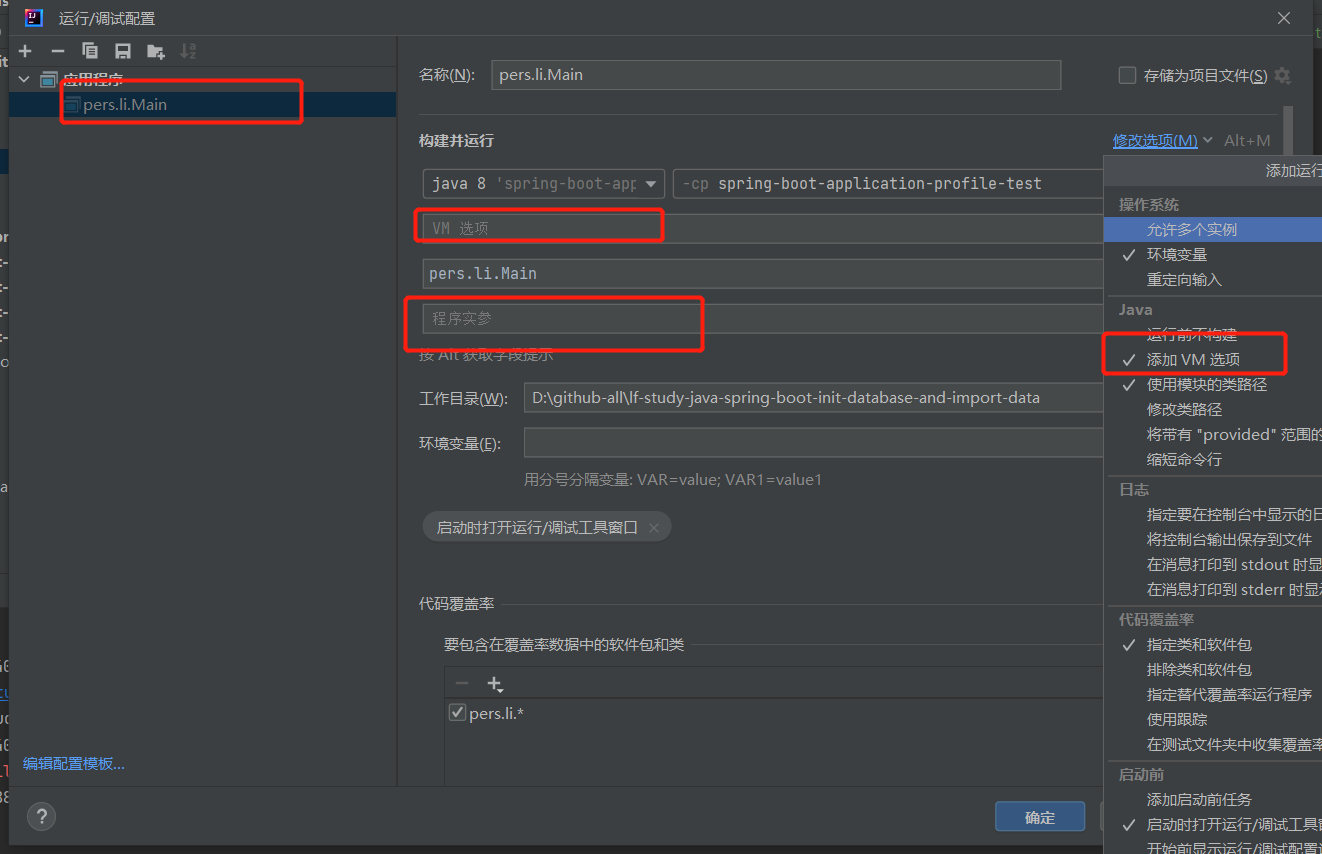 运行/调试配置
应用程序
pers.li.Main
名称(N):
pers.li.Main
存储为项目文件(S)
构建并运行
修改选项(M)
Alt+M
java 8 'spring-boot-app
-cp spring-boot-application-profile-test
VM 选项
pers.li.Main
程序实参
按 Alt 获取字段提示
工作目录(W):
D:\github-all\lf-study-java-spring-boot-init-database-and-import-data
环境变量(E):
用分号分隔变量: VAR=value; VAR1=value1
启动时打开运行/调试工具窗口
代码覆盖率
要包含在覆盖率数据中的软件包和类
pers.li.*
编辑配置模板...
?
确定
添加运行
操作系统
允许多个实例
环境变量
重定向输入
Java
运行前不构建
添加 VM 选项
使用模块的类路径
修改类路径
将带有 "provided" 范围的
缩短命令行
日志
指定要在控制台中显示的日
将控制台输出保存到文件
在消息打印到 stdout 时显
在消息打印到 stderr 时显示
代码覆盖率
指定类和软件包
排除类和软件包
指定替代覆盖率运行程序
使用跟踪
在测试文件夹中收集覆盖率
启动前
添加启动前任务
启动时打开运行/调试工具窗
开始前显示运行/调试配置